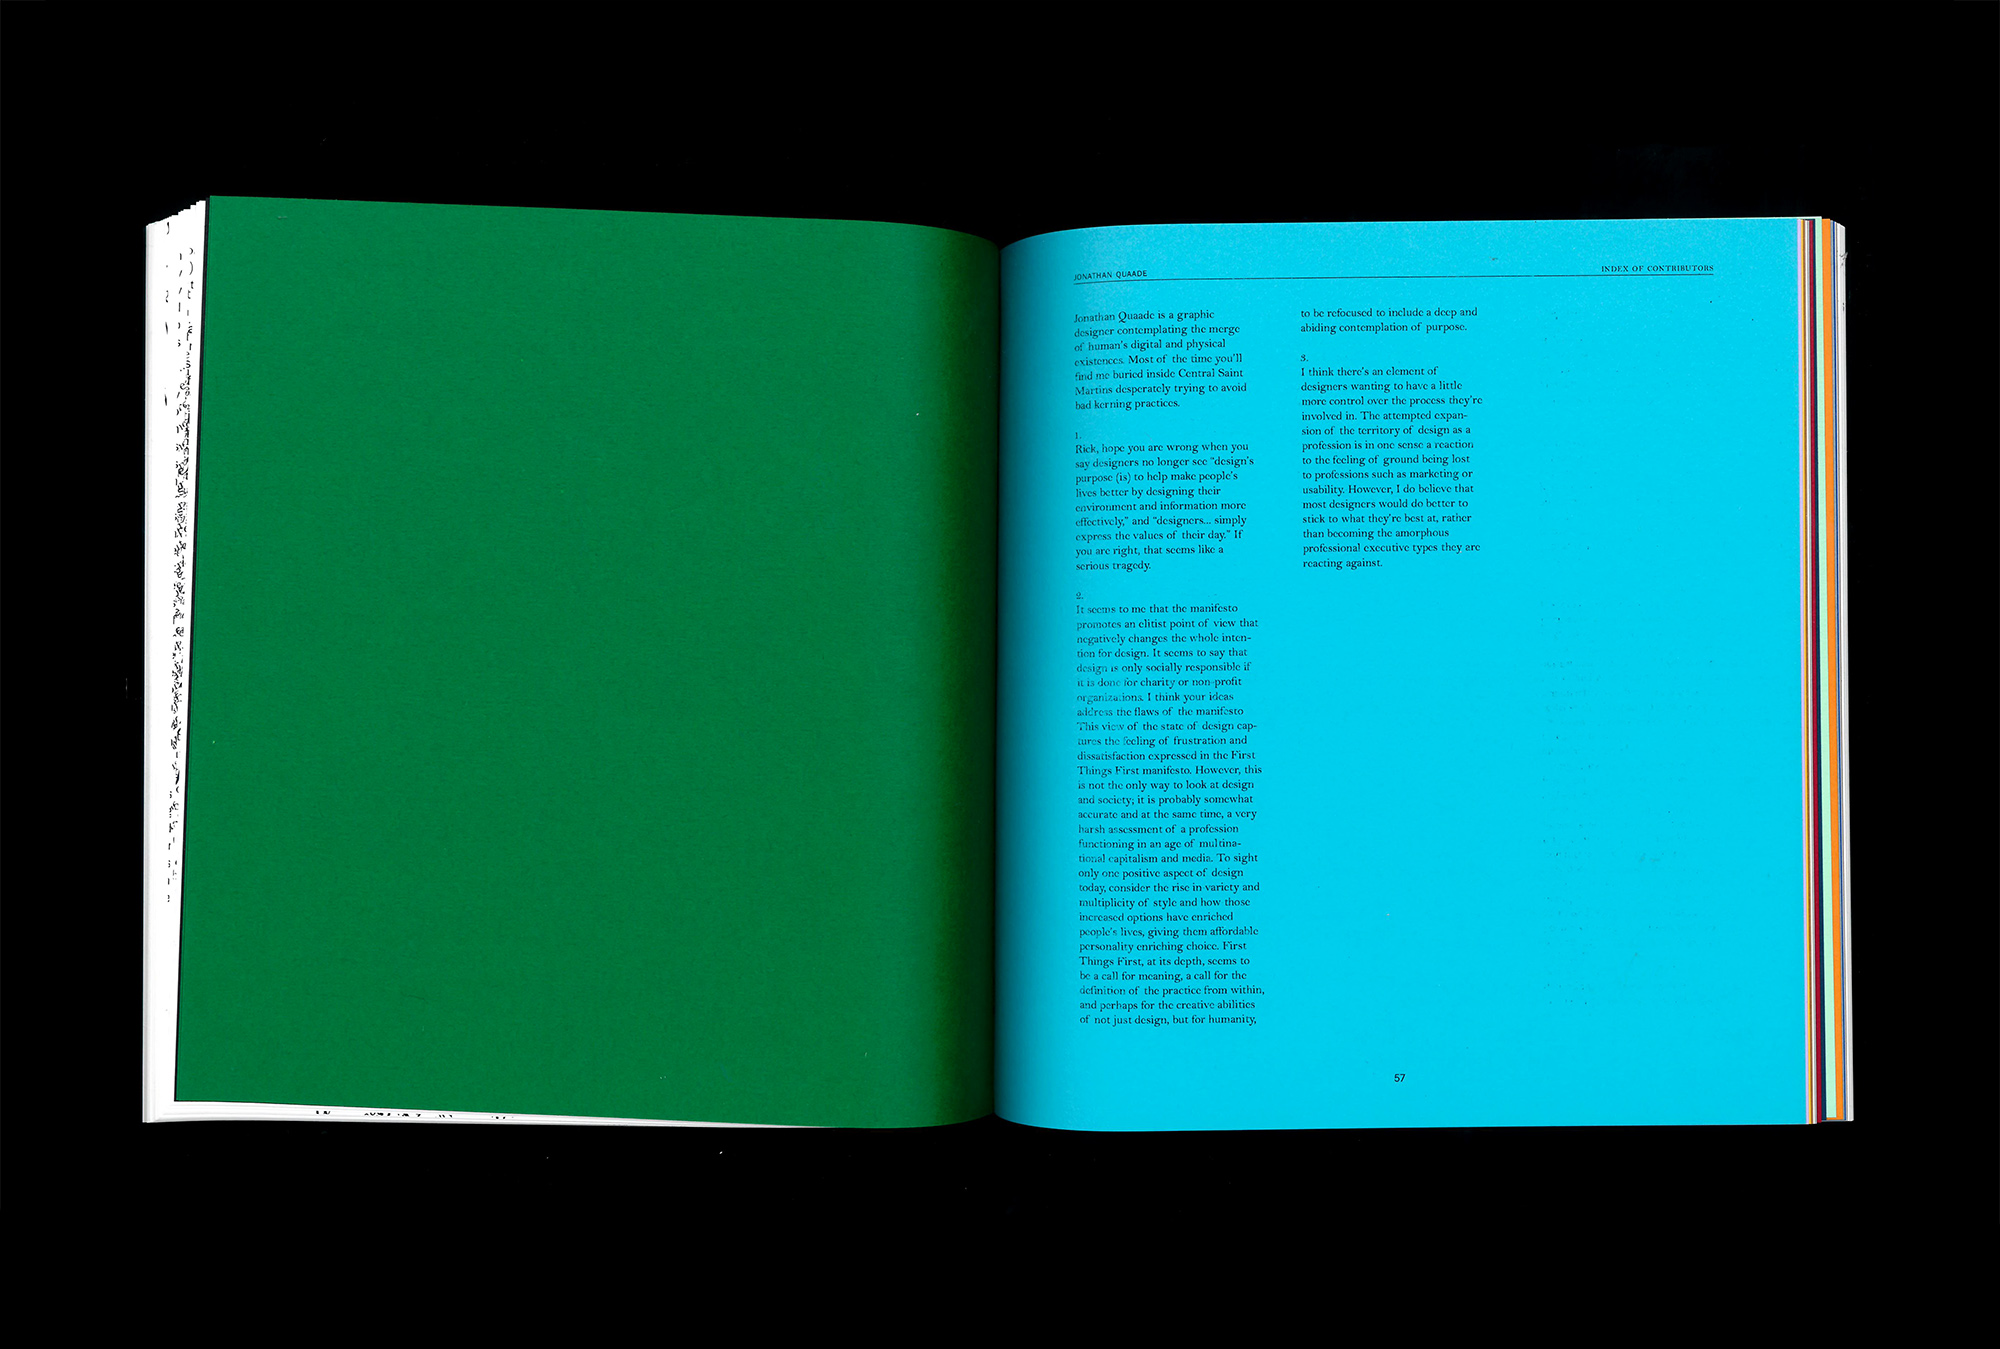 JONATHAN QUAADE
INDEX OF CONTRIBUTORS
Jonathan Quaade is a graphic
designer contemplating the merge
of human's digital and physical
existences. Most of the time you'll
find me buried inside Central Saint
Martins desperately trying to avoid
bad kerning practices.
1.
Rick, hope you are wrong when you
say designers no longer see "design's
purpose (is) to help make people's
lives better by designing their
environment and information more
effectively," and "designers... simply
express the values of their day." If
you are right, that seems like a
serious tragedy.
2.
It seems to me that the manifesto
promotes an elitist point of view that
negatively changes the whole inten-
tion for design. It seems to say that
design is only socially responsible if
it is done for charity or non-profit
organizations. I think your ideas
address the flaws of the manifesto
This view of the state of design cap-
tures the feeling of frustration and
dissatisfaction expressed in the First
Things First manifesto. However, this
is not the only way to look at design
and society; it is probably somewhat
accurate and at the same time, a very
harsh assessment of a profession
functioning in an age of multina-
tional capitalism and media. To sight
only one positive aspect of design
today, consider the rise in variety and
multiplicity of style and how those
increased options have enriched
people's lives, giving them affordable
personality enriching choice. First
Things First, at its depth, seems to
be a call for meaning, a call for the
definition of the practice from within,
and perhaps for the creative abilities
of not just design, but for humanity,
to be refocused to include a deep and
abiding contemplation of purpose.
3.
I think there's an element of
designers wanting to have a little
more control over the process they're
involved in. The attempted expan-
sion of the territory of design as a
profession is in one sense a reaction
to the feeling of ground being lost
to professions such as marketing or
usability. However, I do believe that
most designers would do better to
stick to what they're best at, rather
than becoming the amorphous
professional executive types they are
reacting against.
57